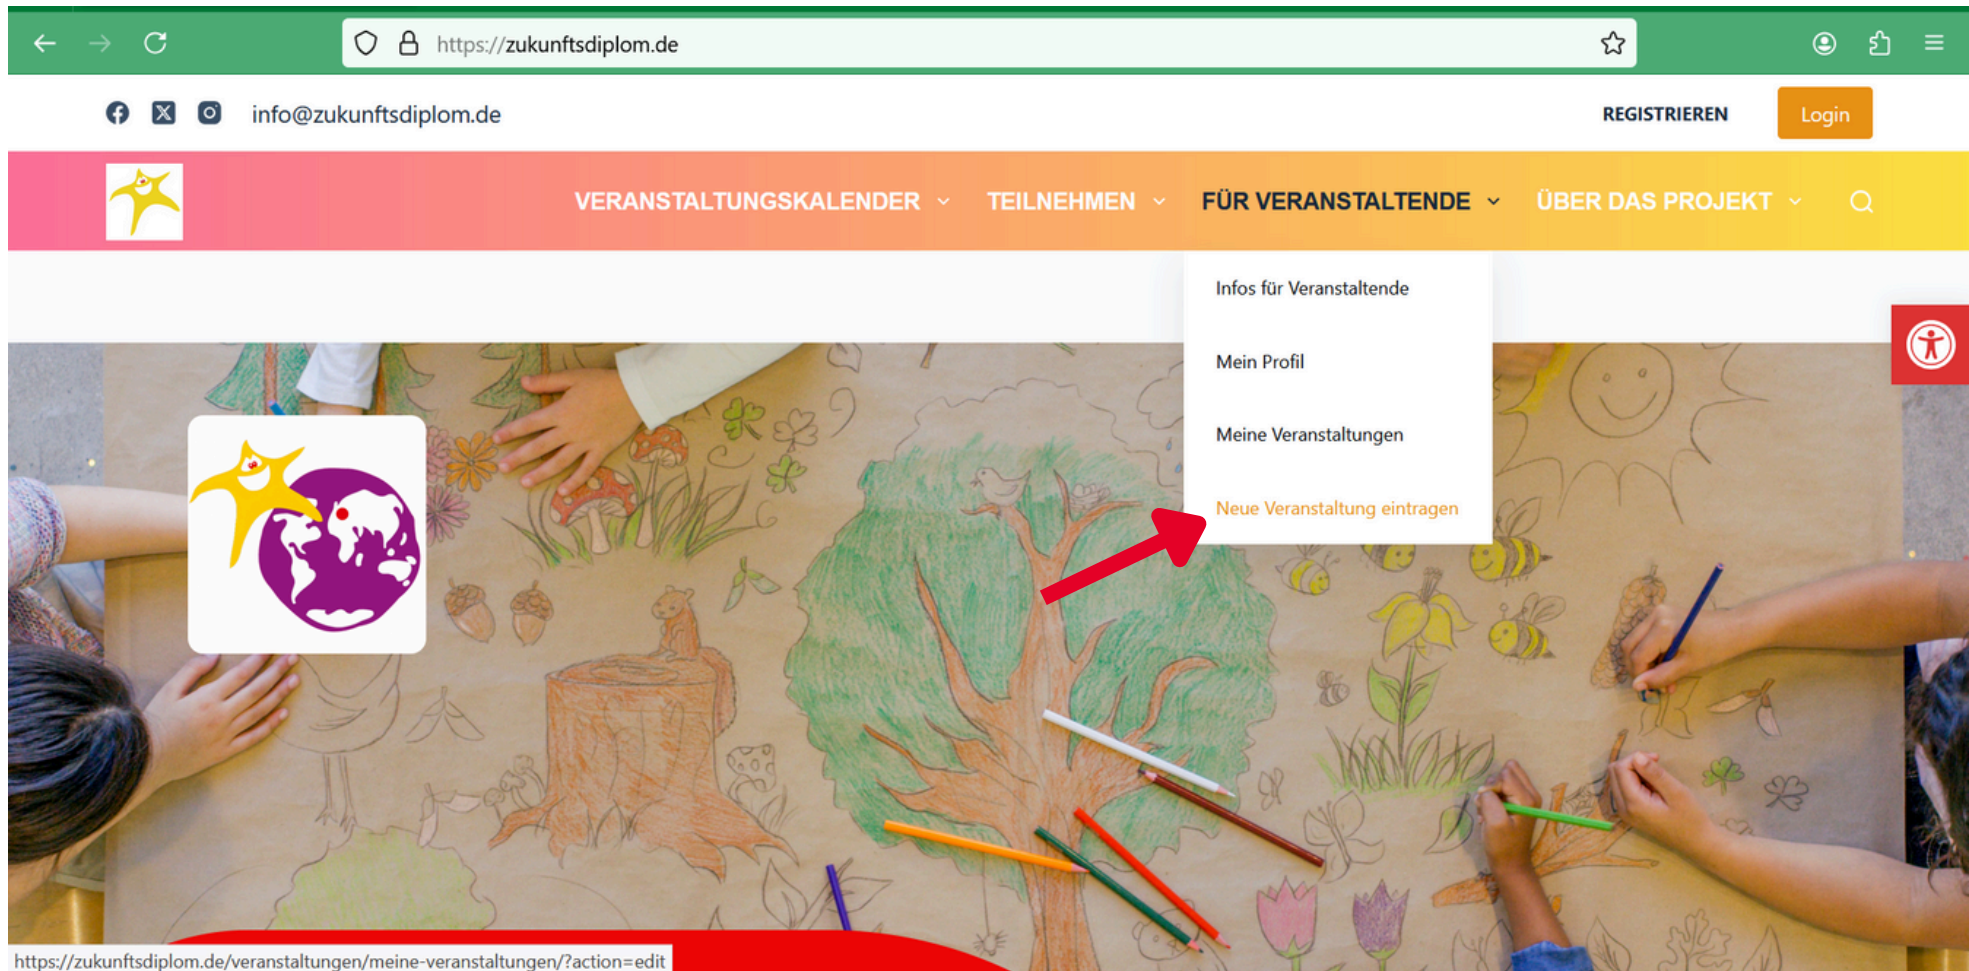 https://zukunftsdiplom.de
info@zukunftsdiplom.de
REGISTRIEREN
Login
VERANSTALTUNGSKALENDER
TEILNEHMEN
FÜR VERANSTALTENDE
ÜBER DAS PROJEKT
Infos für Veranstaltende
Mein Profil
Meine Veranstaltungen
Neue Veranstaltung eintragen
https://zukunftsdiplom.de/veranstaltungen/meine-veranstaltungen/?action=edit